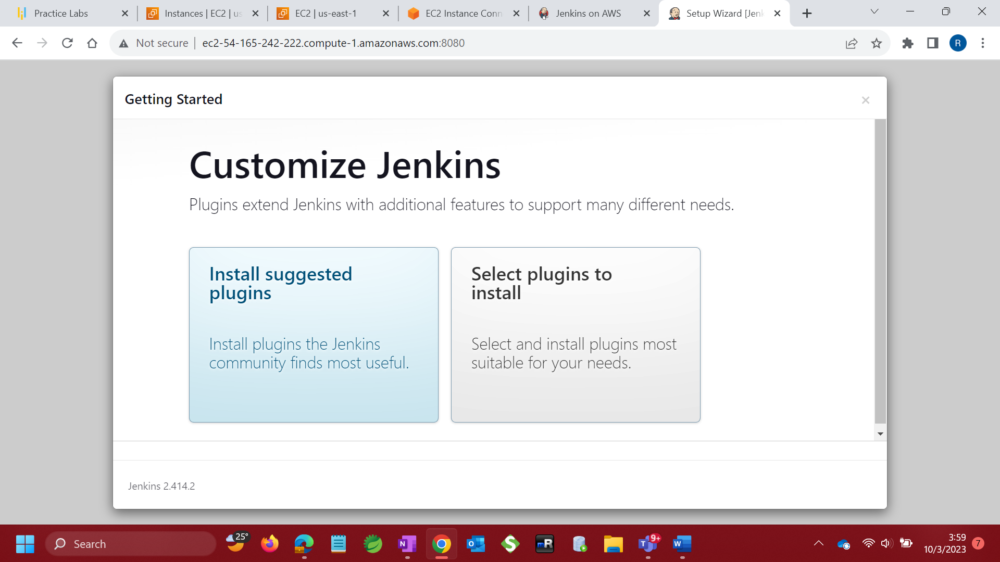 Practice Labs
Instances | EC2 | us
EC2 | us-east-1
EC2 Instance Conn
Jenkins on AWS
Setup Wizard [Jenk
Not secure
ec2-54-165-242-222.compute-1.amazonaws.com:8080
R
Getting Started
Customize Jenkins
Plugins extend Jenkins with additional features to support many different needs.
Install suggested
plugins
Install plugins the Jenkins
community finds most useful.
Select plugins to
install
Select and install plugins most
suitable for your needs.
Jenkins 2.414.2
Search
25°
N
O
S
mR
T
9+
W
3:59
10/3/2023
7